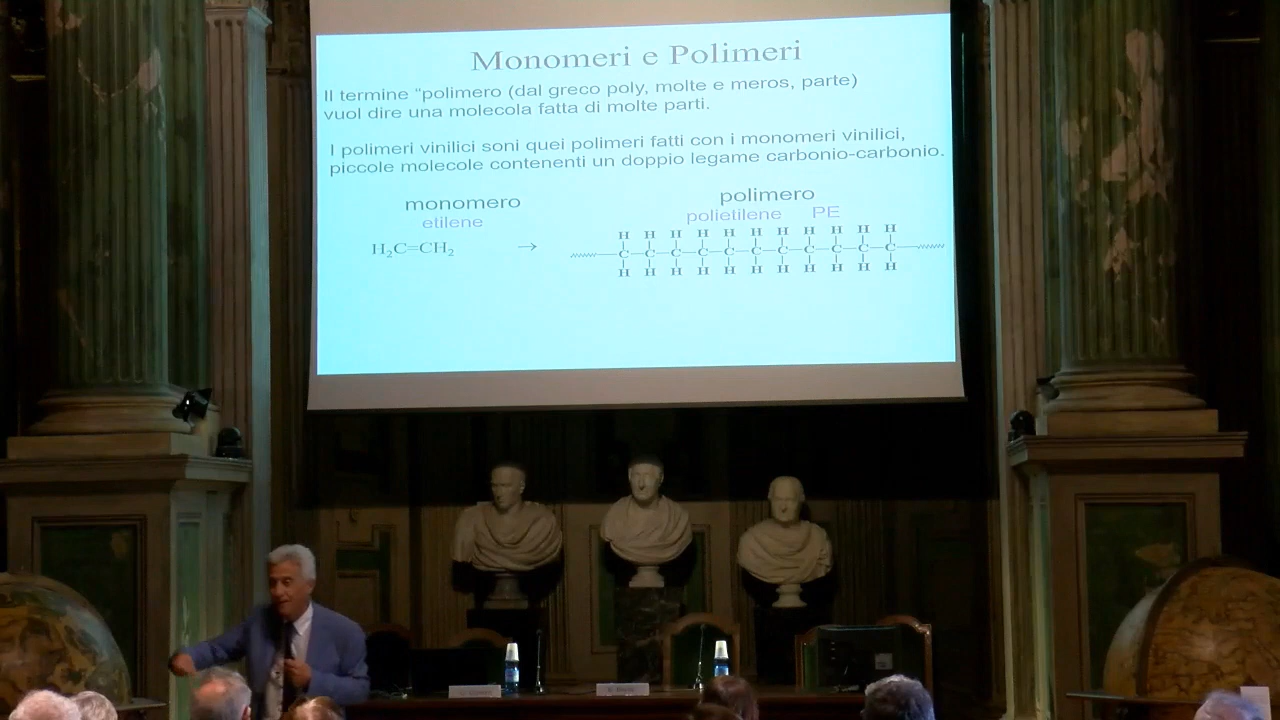 Monomeri e Polimeri
Il termine “polimero (dal greco poly, molte e meros, parte)
vuol dire una molecola fatta di molte parti.
I polimeri vinilici sono quei polimeri fatti con i monomeri vinilici,
piccole molecole contenenti un doppio legame carbonio-carbonio.
monomero
etilene
polimero
polietilene PE
H₂C=CH₂ →
H H H H H H H H H H H
C—C—C—C—C—C—C—C—C—C—C
H H H H H H H H H H H